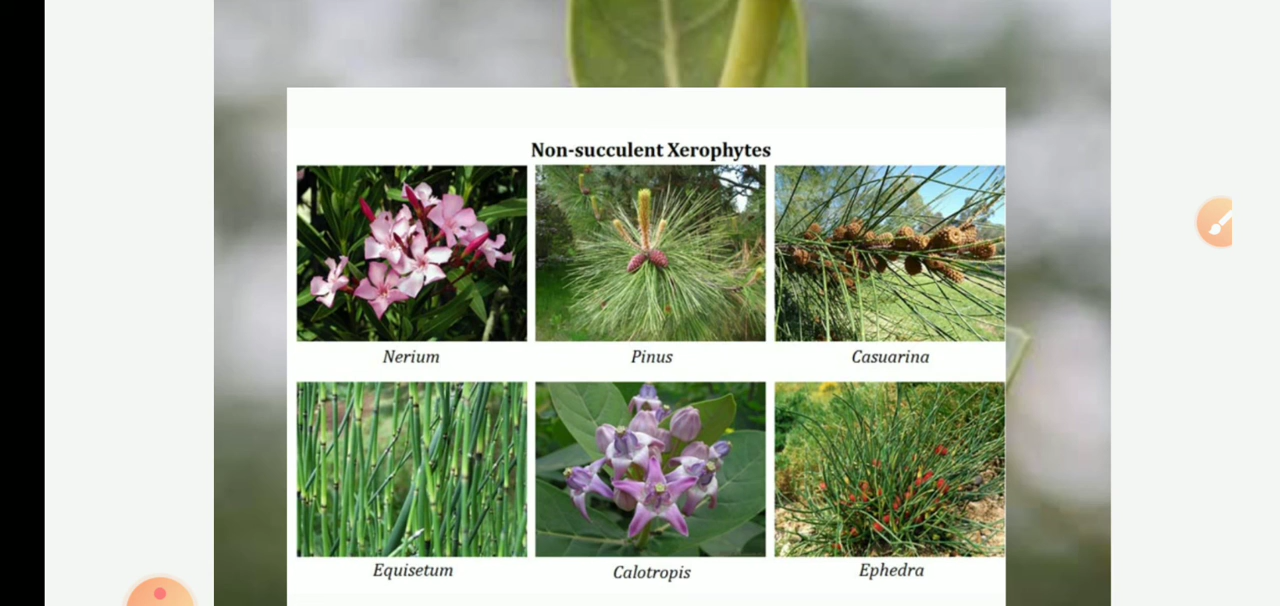 Non-succulent Xerophytes
Nerium
Pinus
Casuarina
Equisetum
Calotropis
Ephedra